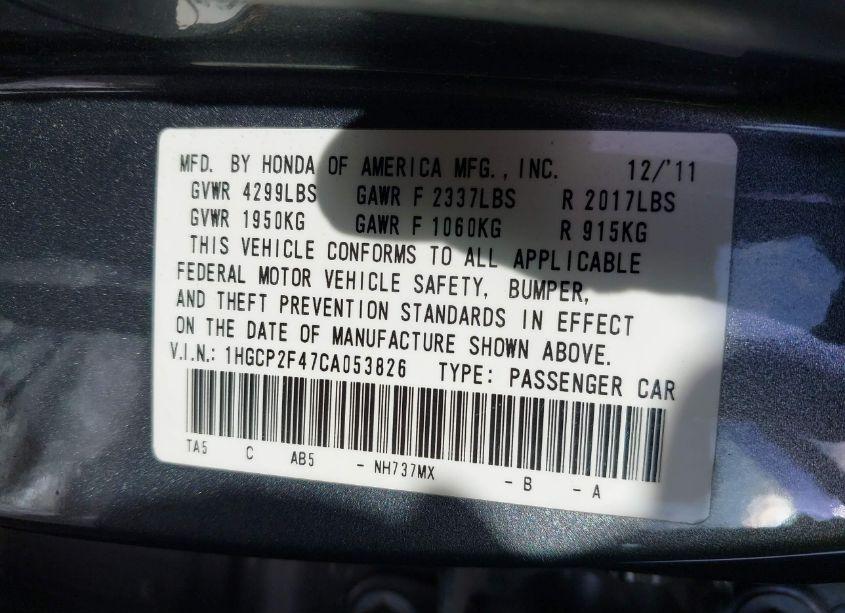 MFD. BY HONDA OF AMERICA MFG., INC. 12/'11
GVWR 4299LBS GAWR F 2337LBS R 2017LBS
GVWR 1950KG GAWR F 1060KG R 915KG
THIS VEHICLE CONFORMS TO ALL APPLICABLE
FEDERAL MOTOR VEHICLE SAFETY, BUMPER,
AND THEFT PREVENTION STANDARDS IN EFFECT
ON THE DATE OF MANUFACTURE SHOWN ABOVE.
V.I.N.: 1HGCP2F47CA053826 TYPE: PASSENGER CAR
TA5 C AB5 - NH737MX - B - A